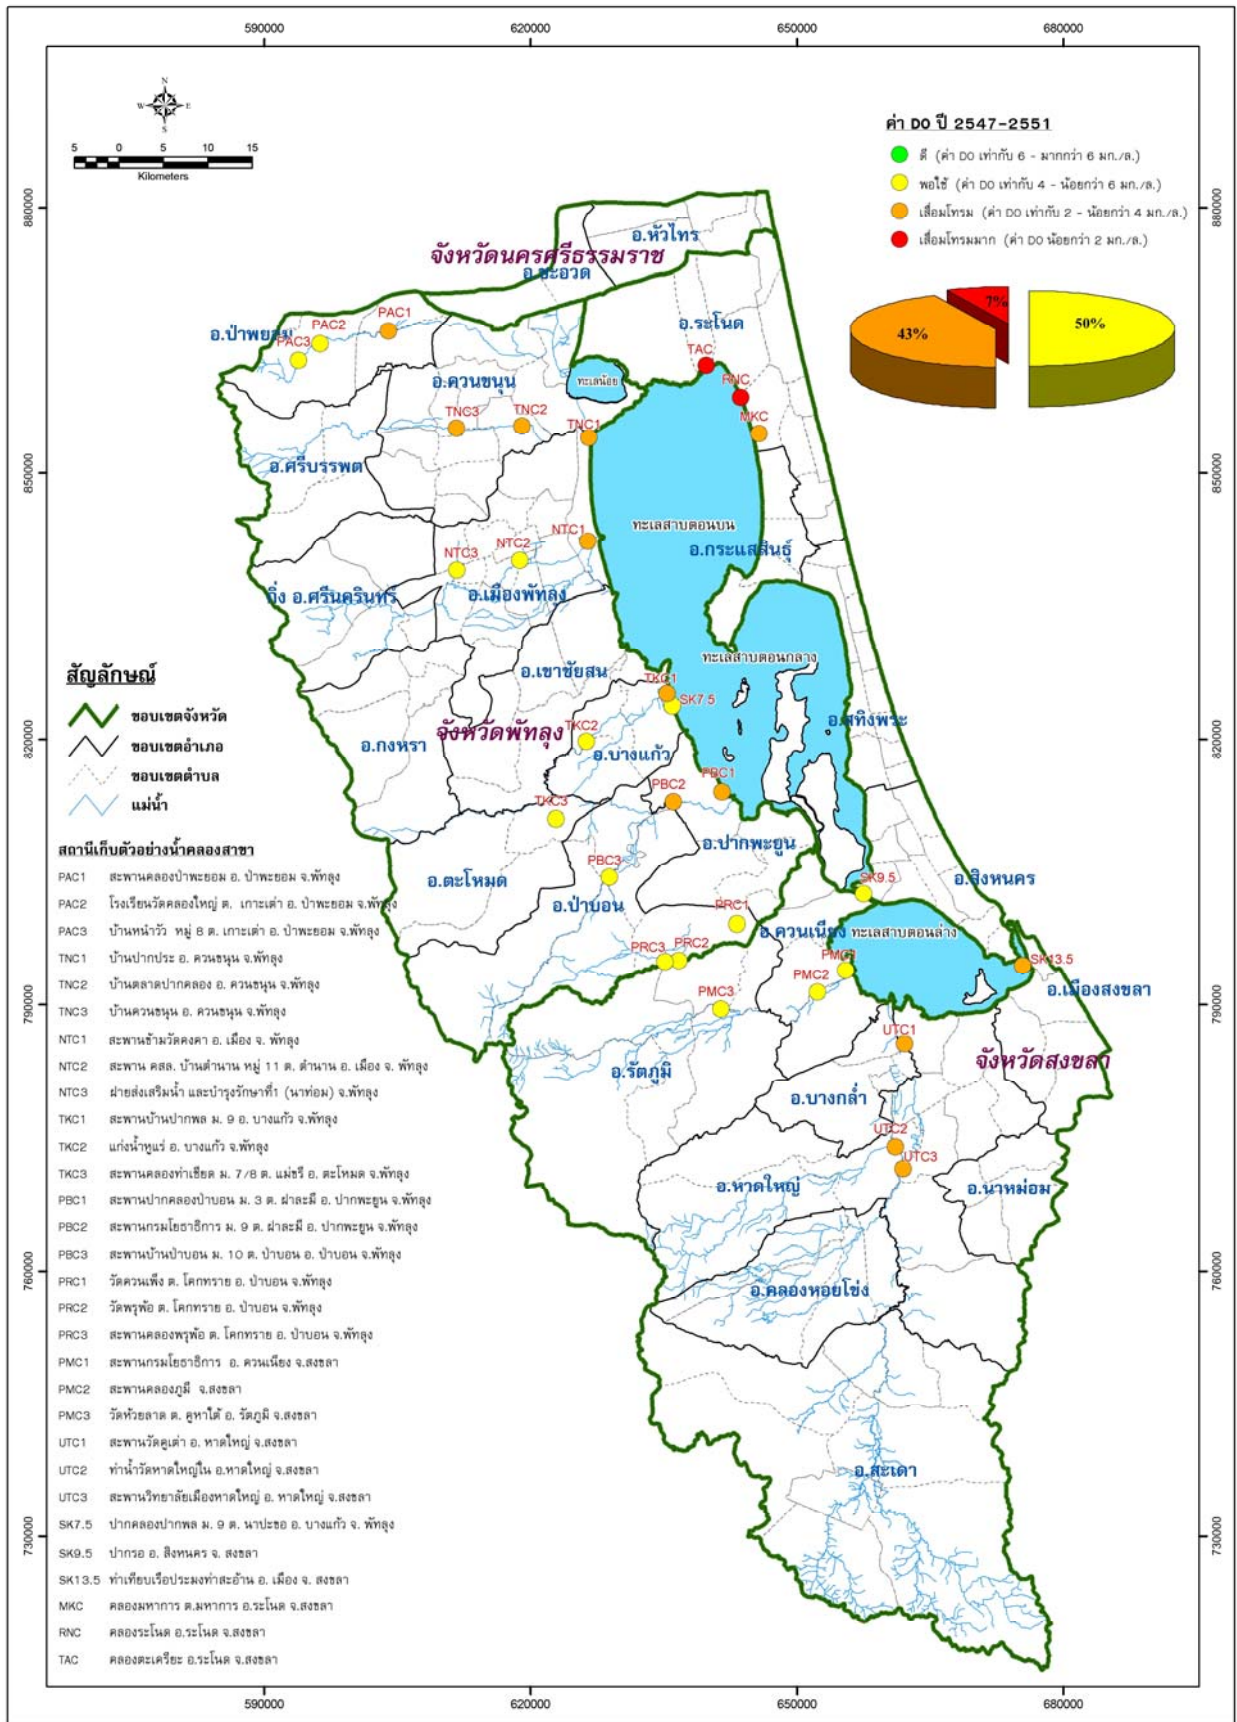 590000 620000 650000 680000
N
W E
S
5 0 5 10 15
Kilometers
ค่า DO ปี 2547-2551
ดี (ค่า DO เท่ากับ 6 - มากกว่า 6 มก./ล.)
พอใช้ (ค่า DO เท่ากับ 4 - น้อยกว่า 6 มก./ล.)
เสื่อมโทรม (ค่า DO เท่ากับ 2 - น้อยกว่า 4 มก./ล.)
เสื่อมโทรมมาก (ค่า DO น้อยกว่า 2 มก./ล.)
7%
43%
50%
880000 880000
อ.หัวไทร
จังหวัดนครศรีธรรมราช
อ.ชะอวด
PAC1
อ.ป่าพยอม
PAC2
PAC3
อ.ระโนด
TAC
อ.ควนขนุน
ทะเลน้อย
RNC
TNC3
TNC2
TNC1
MKC
อ.ศรีบรรพต
850000 850000
ทะเลสาบตอนบน
NTC1
NTC2
NTC3
อ.กระแสสินธุ์
กิ่ง อ.ศรีนครินทร์
อ.เมืองพัทลุง
ทะเลสาบตอนกลาง
อ.เขาชัยสน
TKC1
SK7.5
สัญลักษณ์
ขอบเขตจังหวัด
ขอบเขตอำเภอ
ขอบเขตตำบล
แม่น้ำ
อ.กงหรา
จังหวัดพัทลุง
TKC2
อ.บางแก้ว
อ.สทิงพระ
820000 820000
PBC1
PBC2
TKC3
อ.ปากพะยูน
PBC3
อ.ตะโหมด
อ.ป่าบอน
SK9.5
อ.สิงหนคร
PRC1
อ.ควนเนียง
ทะเลสาบตอนล่าง
PRC3
PRC2
PMC1
PMC2
SK13.5
อ.เมืองสงขลา
790000 790000
PMC3
UTC1
อ.รัตภูมิ
จังหวัดสงขลา
อ.บางกล่ำ
UTC2
UTC3
อ.หาดใหญ่
อ.นาหม่อม
760000 760000
อ.คลองหอยโข่ง
อ.สะเดา
730000 730000
สถานีเก็บตัวอย่างน้ำคลองสาขา
PAC1 สะพานคลองป่าพะยอม อ. ป่าพะยอม จ.พัทลุง
PAC2 โรงเรียนวัดคลองใหญ่ ต. เกาะเต่า อ. ป่าพะยอม จ.พัทลุง
PAC3 บ้านหนำวัว หมู่ 8 ต. เกาะเต่า อ. ป่าพะยอม จ.พัทลุง
TNC1 บ้านปากประ อ. ควนขนุน จ.พัทลุง
TNC2 บ้านตลาดปากคลอง อ. ควนขนุน จ.พัทลุง
TNC3 บ้านควนขนุน อ. ควนขนุน จ.พัทลุง
NTC1 สะพานข้ามวัดคงคา อ. เมือง จ. พัทลุง
NTC2 สะพาน คสล. บ้านตำนาน หมู่ 11 ต. ตำนาน อ. เมือง จ. พัทลุง
NTC3 ฝายส่งเสริมน้ำ และบำรุงรักษาที่1 (นาท่อม) จ.พัทลุง
TKC1 สะพานบ้านปากพล ม. 9 อ. บางแก้ว จ.พัทลุง
TKC2 แก่งน้ำหูแร่ อ. บางแก้ว จ.พัทลุง
TKC3 สะพานคลองท่าเชียด ม. 7/8 ต. แม่ขรี อ. ตะโหมด จ.พัทลุง
PBC1 สะพานปากคลองป่าบอน ม. 3 ต. ฝาละมี อ. ปากพะยูน จ.พัทลุง
PBC2 สะพานกรมโยธาธิการ ม. 9 ต. ฝาละมี อ. ปากพะยูน จ.พัทลุง
PBC3 สะพานบ้านป่าบอน ม. 10 ต. ป่าบอน อ. ป่าบอน จ.พัทลุง
PRC1 วัดควนเพ็ง ต. โคกทราย อ. ป่าบอน จ.พัทลุง
PRC2 วัดพรุพ้อ ต. โคกทราย อ. ป่าบอน จ.พัทลุง
PRC3 สะพานคลองพรุพ้อ ต. โคกทราย อ. ป่าบอน จ.พัทลุง
PMC1 สะพานกรมโยธาธิการ อ. ควนเนียง จ.สงขลา
PMC2 สะพานคลองภูมี จ.สงขลา
PMC3 วัดห้วยลาด ต. คูหาใต้ อ. รัตภูมิ จ.สงขลา
UTC1 สะพานวัดคูเต่า อ. หาดใหญ่ จ.สงขลา
UTC2 ท่าน้ำวัดหาดใหญ่ใน อ.หาดใหญ่ จ.สงขลา
UTC3 สะพานวิทยาลัยเมืองหาดใหญ่ อ. หาดใหญ่ จ.สงขลา
SK7.5 ปากคลองปากพล ม. 9 ต. นาปะขอ อ. บางแก้ว จ. พัทลุง
SK9.5 ปากรอ อ. สิงหนคร จ. สงขลา
SK13.5 ท่าเทียบเรือประมงท่าสะอ้าน อ. เมือง จ. สงขลา
MKC คลองมหาการ ต.มหาการ อ.ระโนด จ.สงขลา
RNC คลองระโนด อ.ระโนด จ.สงขลา
TAC คลองตะเครียะ อ.ระโนด จ.สงขลา
590000 620000 650000 680000